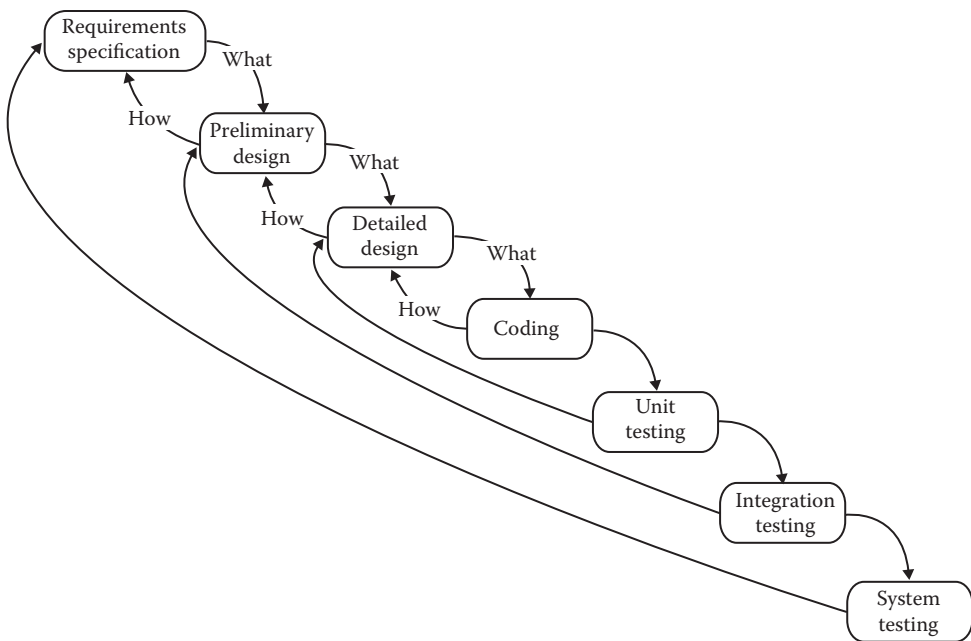 Requirements
specification
What
How
Preliminary
design
What
How
Detailed
design
What
How
Coding
Unit
testing
Integration
testing
System
testing